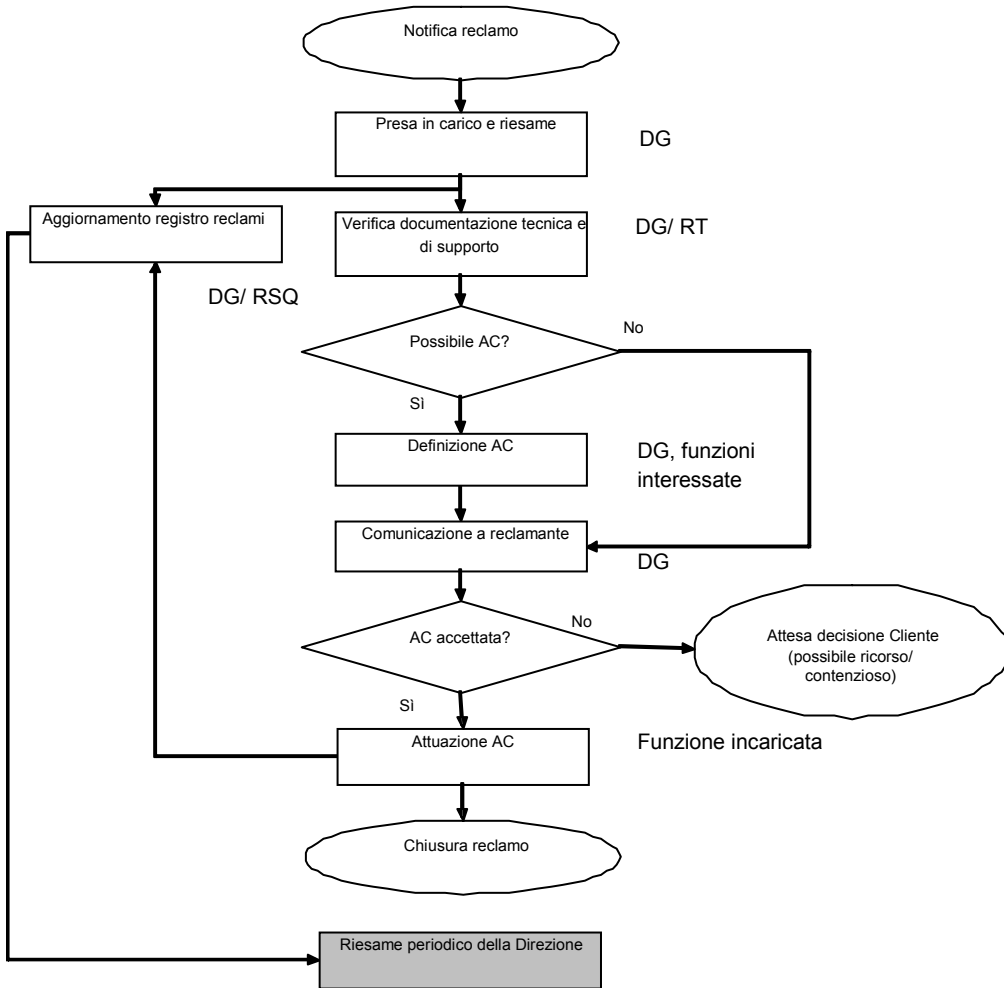 Notifica reclamo
Presa in carico e riesame
DG
Aggiornamento registro reclami
Verifica documentazione tecnica e
di supporto
DG/ RT
DG/ RSQ
Possibile AC?
No
Sì
Definizione AC
DG, funzioni
interessate
Comunicazione a reclamante
DG
AC accettata?
No
Attesa decisione Cliente
(possibile ricorso/
contenzioso)
Sì
Attuazione AC
Funzione incaricata
Chiusura reclamo
Riesame periodico della Direzione